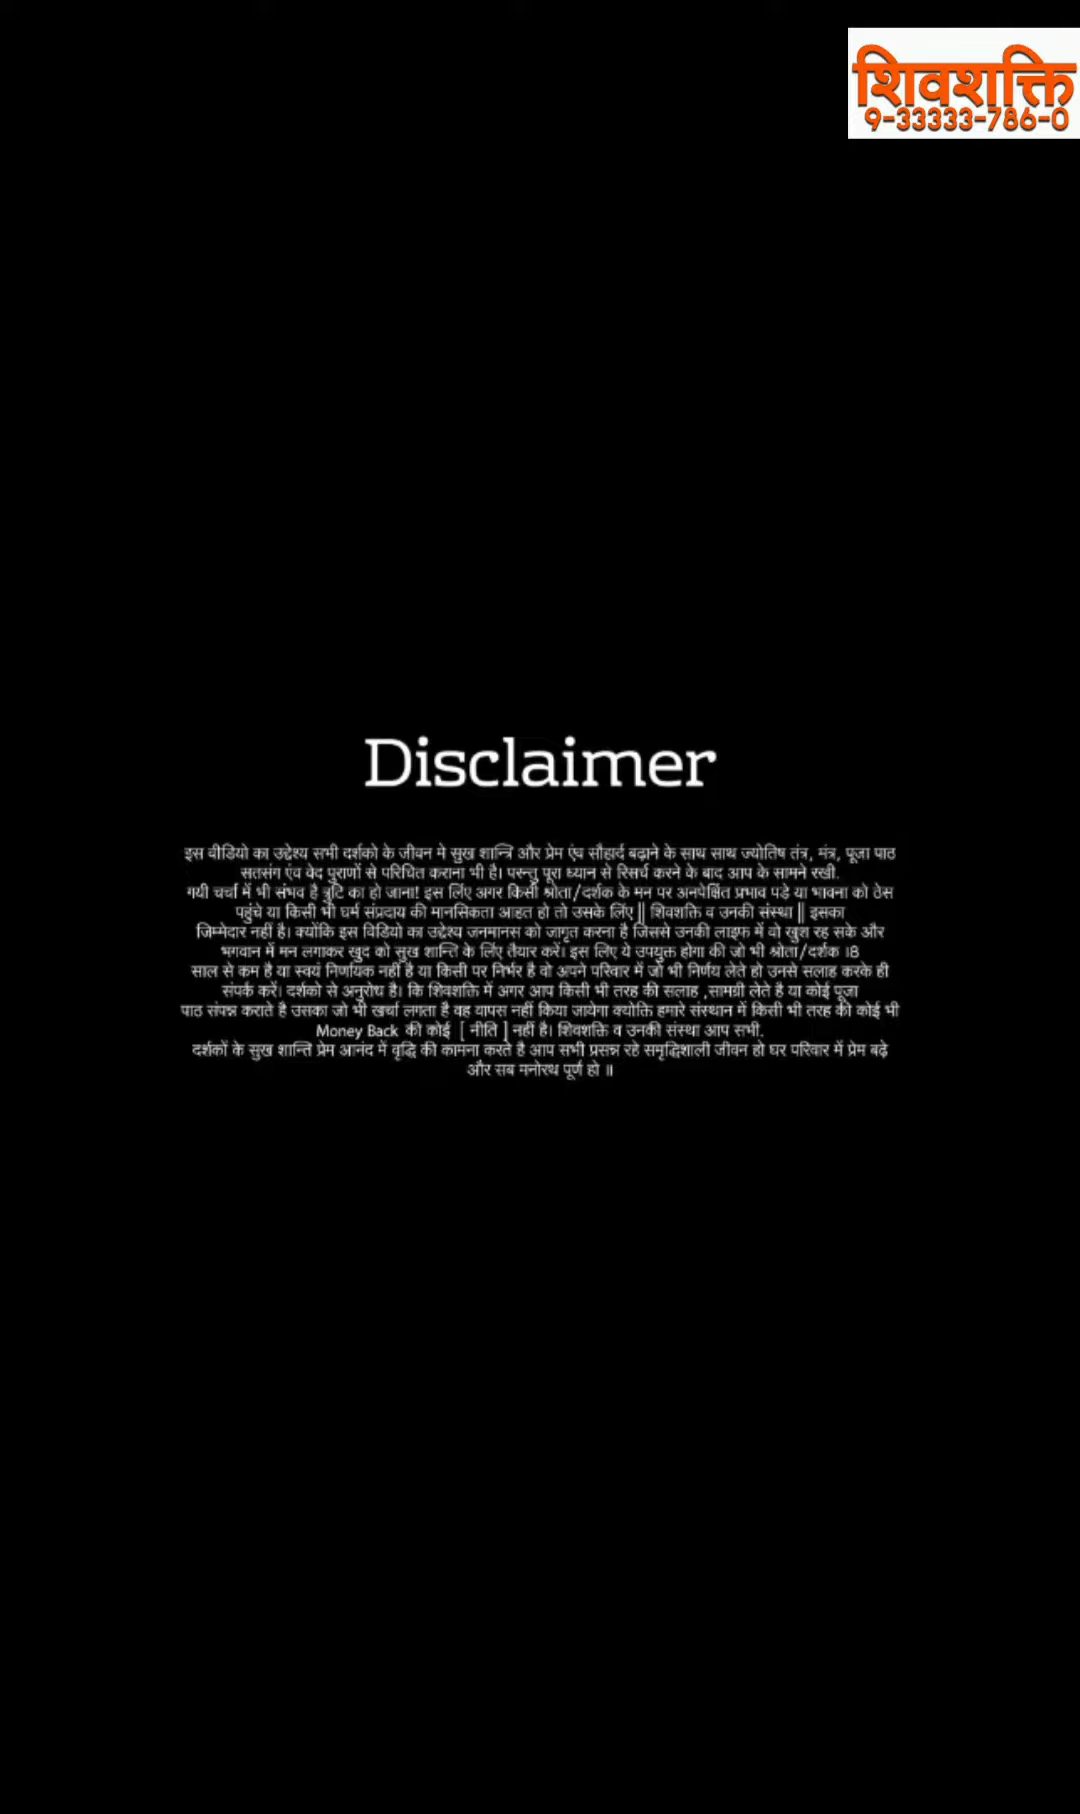 शिवशक्ति
9-33333-786-0
Disclaimer
इस वीडियो का उद्देश्य सभी दर्शको के जीवन मे सुख शान्ति और प्रेम एंव सौहार्द बढ़ाने के साथ साथ ज्योतिष तंत्र, मंत्र, पूजा पाठ
सतसंग एंव वेद पुराणों से परिचित कराना भी है। परन्तु पूरा ध्यान से रिसर्च करने के बाद आप के सामने रखी.
गयी चर्चा में भी संभव है त्रुटि का हो जाना! इस लिंए अगर किसी श्रोता/दर्शक के मन पर अनपेक्षित प्रभाव पड़े या भावना को ठेस
पहुंचे या किसी भी धर्म संप्रदाय की मानसिकता आहत हो तो उसके लिंए || शिवशक्ति व उनकी संस्था || इसका
जिम्मेदार नहीं है। क्योंकि इस विडियो का उद्देश्य जनमानस को जागृत करना है जिससे उनकी लाइफ में वो खुश रह सके और
भगवान में मन लगाकर खुद को सुख शान्ति के लिंए तैयार करें। इस लिए ये उपयुक्त होगा की जो भी श्रोता/दर्शक 18
साल से कम है या स्वयं निर्णायक नहीं है या किसी पर निर्भर है वो अपने परिवार में जो भी निर्णय लेते हो उनसे सलाह करके ही
संपर्क करें। दर्शको से अनुरोध है। कि शिवशक्ति में अगर आप किसी भी तरह की सलाह ,सामग्री लेते है या कोई पूजा
पाठ संपन्न कराते है उसका जो भी खर्चा लगता है वह वापस नहीं किया जायेगा क्योकि हमारे संस्थान में किसी भी तरह की कोई भी
Money Back की कोई [ नीति ] नहीं है। शिवशक्ति व उनकी संस्था आप सभी.
दर्शकों के सुख शान्ति प्रेम आनंद में वृद्धि की कामना करते है आप सभी प्रसन्न रहे समृद्धिशाली जीवन हो घर परिवार में प्रेम बढ़े
और सब मनोरथ पूर्ण हो ॥